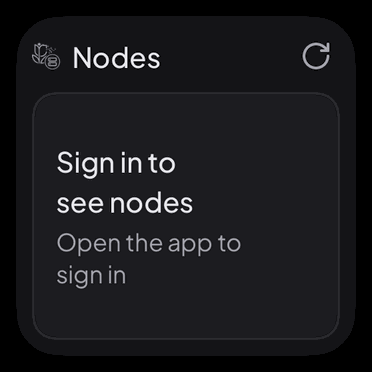 Nodes
Sign in to
see nodes
Open the app to
sign in